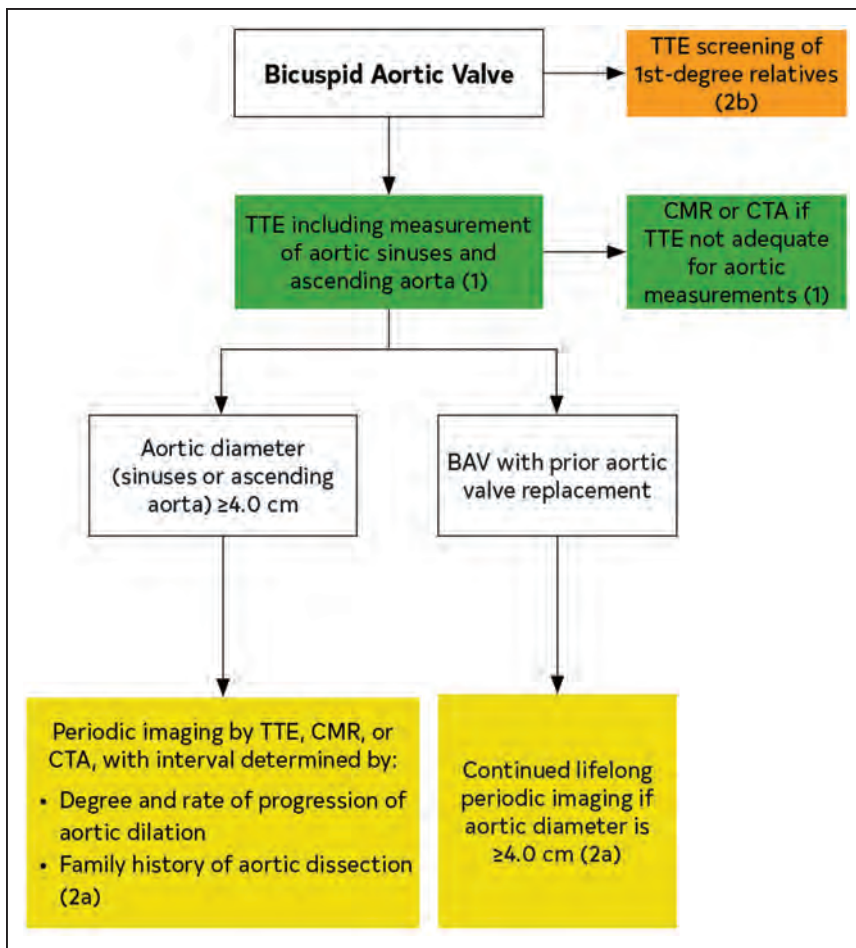 Bicuspid Aortic Valve
TTE screening of
1st-degree relatives
(2b)
TTE including measurement
of aortic sinuses and
ascending aorta (1)
CMR or CTA if
TTE not adequate
for aortic
measurements (1)
Aortic diameter
(sinuses or ascending
aorta) ≥4.0 cm
BAV with prior aortic
valve replacement
Periodic imaging by TTE, CMR, or
CTA, with interval determined by:
• Degree and rate of progression of
aortic dilation
• Family history of aortic dissection
(2a)
Continued lifelong
periodic imaging if
aortic diameter is
≥4.0 cm (2a)